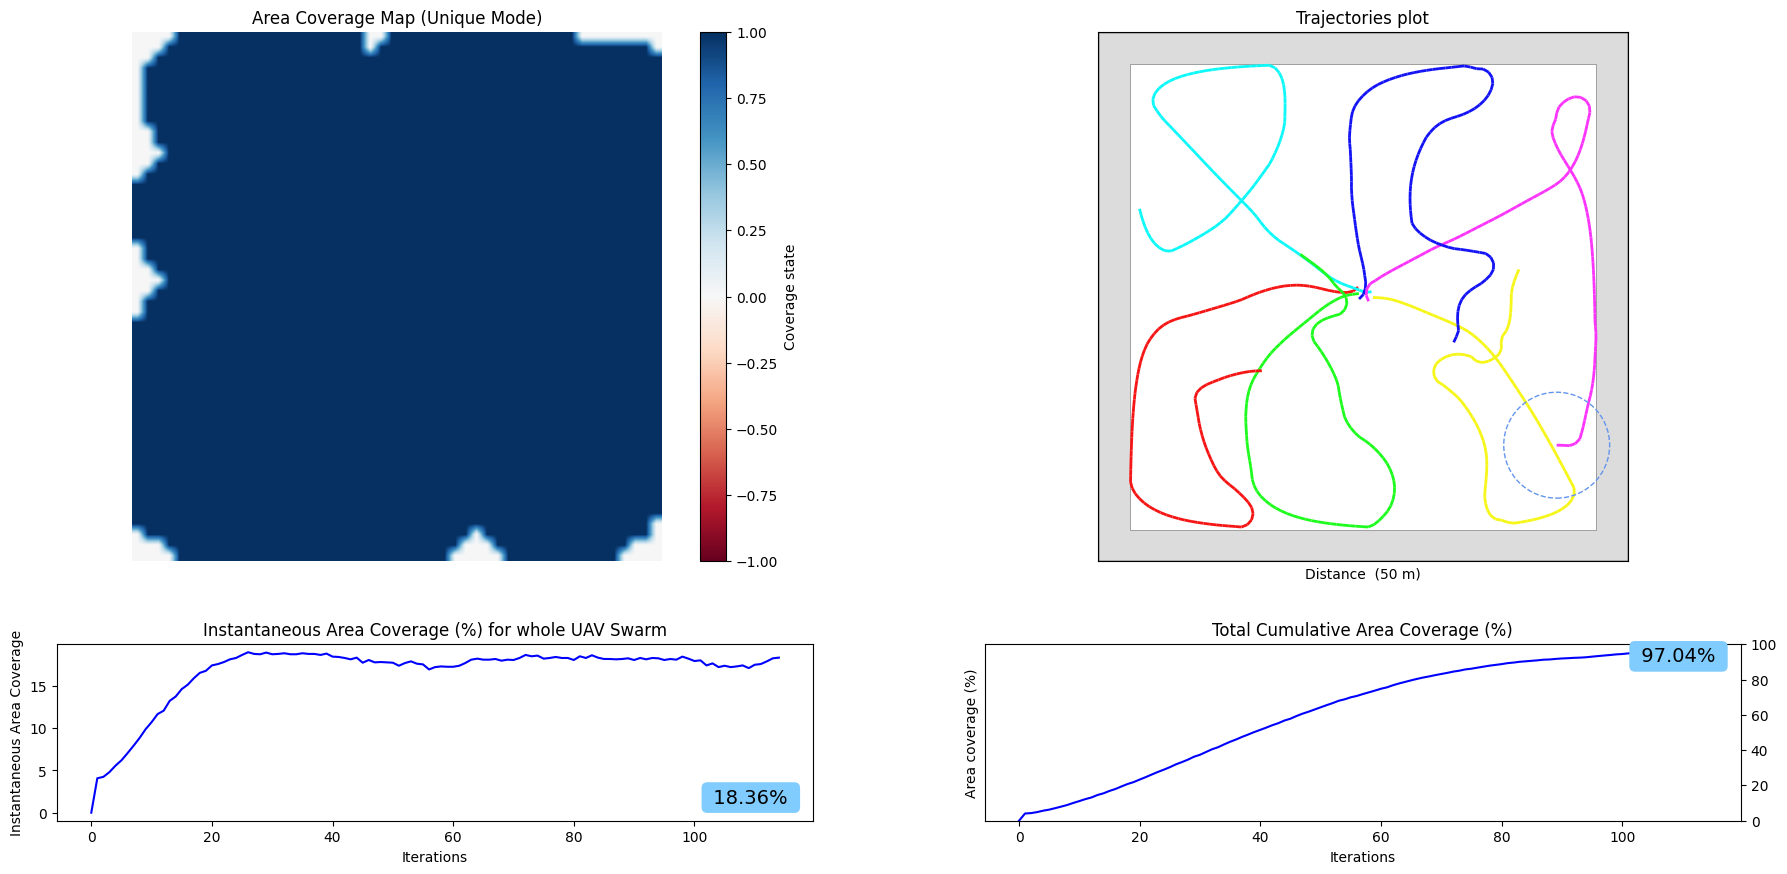 Area Coverage Map (Unique Mode)
1.00
0.75
0.50
0.25
0.00
−0.25
−0.50
−0.75
−1.00
Coverage state
Trajectories plot
Distance  (50 m)
Instantaneous Area Coverage (%) for whole UAV Swarm
Instantaneous Area Coverage
15
10
5
0
18.36%
0 20 40 60 80 100
Iterations
Total Cumulative Area Coverage (%)
Area coverage (%)
97.04%
100
80
60
40
20
0
0 20 40 60 80 100
Iterations